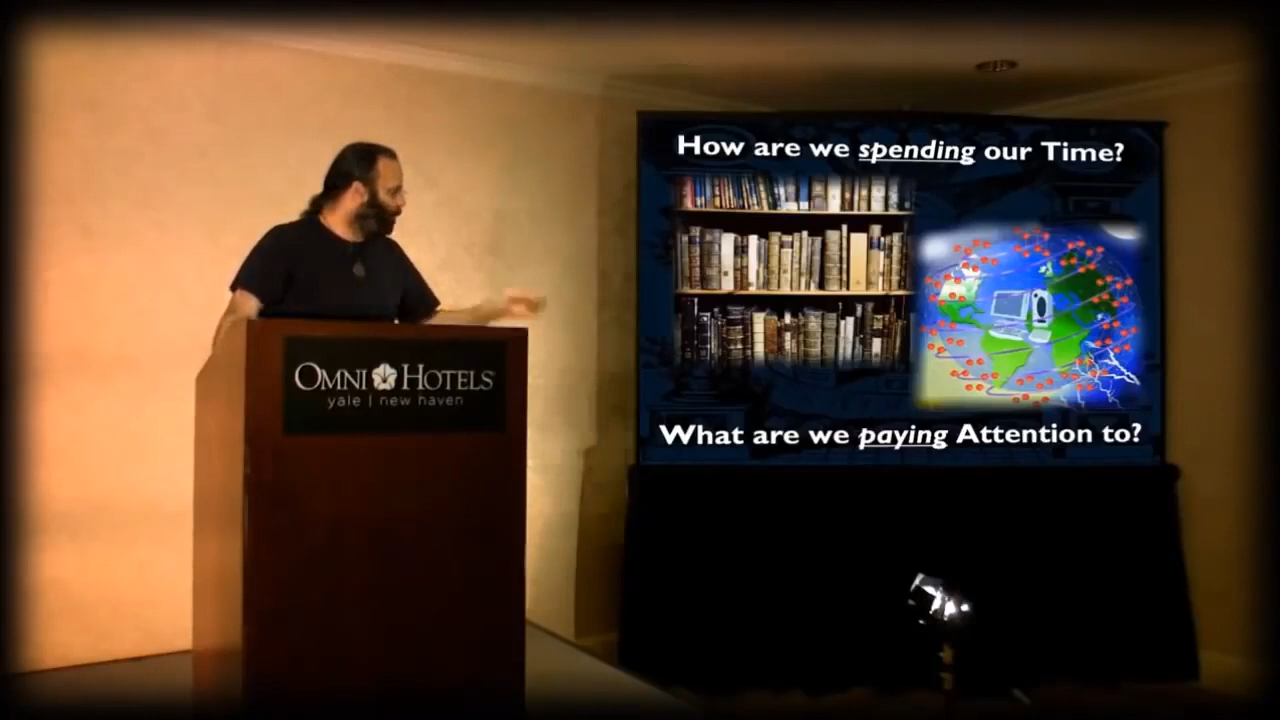 How are we spending our Time?
OMNI HOTELS
yale | new haven
What are we paying Attention to?